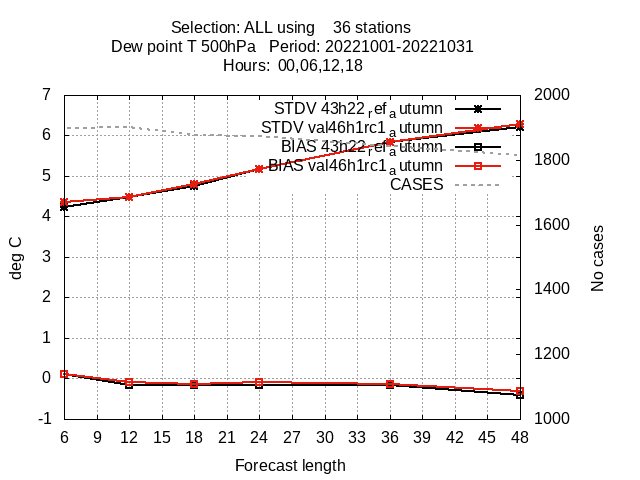 Selection: ALL using 36 stations
Dew point T 500hPa Period: 20221001-20221031
Hours: 00,06,12,18
7 2000
STDV 43h22_ref_autumn
STDV val46h1rc1_autumn
BIAS 43h22_ref_autumn
BIAS val46h1rc1_autumn
CASES
6
5 1800
4 1600
3
2 1400
1 1200
0
-1 1000
deg C
No cases
6 9 12 15 18 21 24 27 30 33 36 39 42 45 48
Forecast length